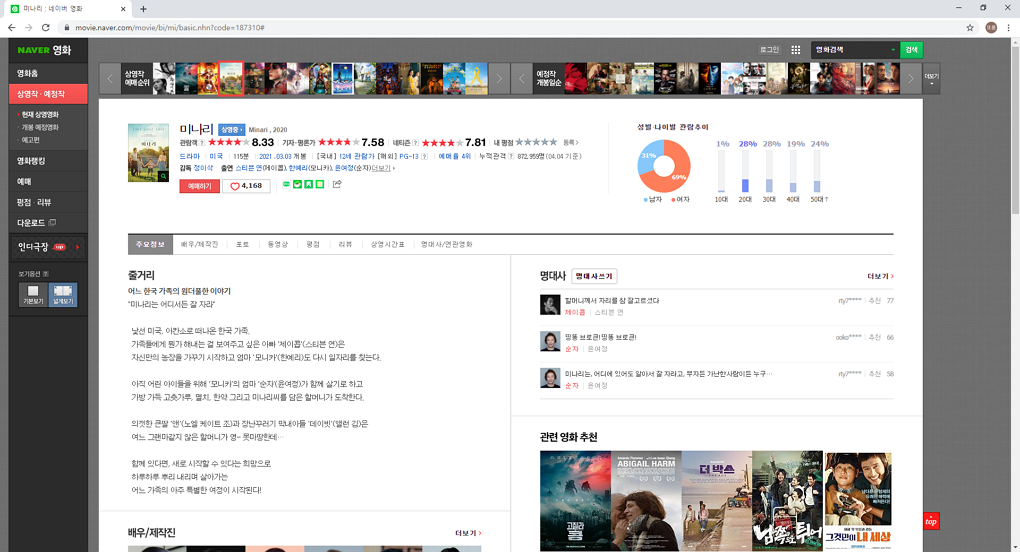 미나리 : 네이버 영화
movie.naver.com/movie/bi/mi/basic.nhn?code=187310#
NAVER 영화
로그인
영화검색
검색
영화홈
상영작 · 예정작
현재 상영영화
개봉 예정영화
예고편
영화랭킹
예매
평점 · 리뷰
다운로드
인디극장 top
보기옵션 ?
기본보기
넓게보기
상영작
예매순위
예정작
개봉일순
더보기
미나리 상영중 Minari , 2020
관람객 ? 8.33 기자·평론가 7.58 네티즌 ? 7.81 내 평점 등록
드라마 미국 115분 2021 .03.03 개봉 [국내] 12세 관람가 [해외] PG-13 ? 예매율 4위 누적관객 ? 872,959명(04.04 기준)
감독 정이삭 출연 스티븐 연(제이콥), 한예리(모니카), 윤여정(순자) 더보기
예매하기 4,168
성별·나이별 관람추이
31%
69%
남자 여자
1% 28% 28% 19% 24%
10대 20대 30대 40대 50대↑
주요정보 배우/제작진 포토 동영상 평점 리뷰 상영시간표 명대사/연관영화
줄거리
어느 한국 가족의 원더풀한 이야기
"미나리는 어디서든 잘 자라"
낯선 미국, 아칸소로 떠나온 한국 가족.
가족들에게 뭔가 해내는 걸 보여주고 싶은 아빠 '제이콥'(스티븐 연)은
자신만의 농장을 가꾸기 시작하고 엄마 '모니카'(한예리)도 다시 일자리를 찾는다.
아직 어린 아이들을 위해 '모니카'의 엄마 '순자'(윤여정)가 함께 살기로 하고
가방 가득 고춧가루, 멸치, 한약 그리고 미나리씨를 담은 할머니가 도착한다.
의젓한 큰딸 '앤'(노엘 케이트 조)과 장난꾸러기 막내아들 '데이빗'(앨런 김)은
여느 그랜마같지 않은 할머니가 영- 못마땅한데…
함께 있다면, 새로 시작할 수 있다는 희망으로
하루하루 뿌리 내리며 살아가는
어느 가족의 아주 특별한 여정이 시작된다!
배우/제작진
더보기
명대사 명대사쓰기
더보기
할머니께서 자리를 참 잘고르셨다
rty7**** 추천 77
제이콥 스티븐 연
띵똥 브로큰! 띵똥 브로큰!
ooko**** 추천 66
순자 윤여정
미나리는, 어디에 있어도 알아서 잘 자라고, 부자든 가난한사람이든 누구…
rty7**** 추천 58
순자 윤여정
관련 영화 추천
고질라
ABIGAIL HARM
더 박스
남쪽으로 튀어
그것만이 내 세상
top